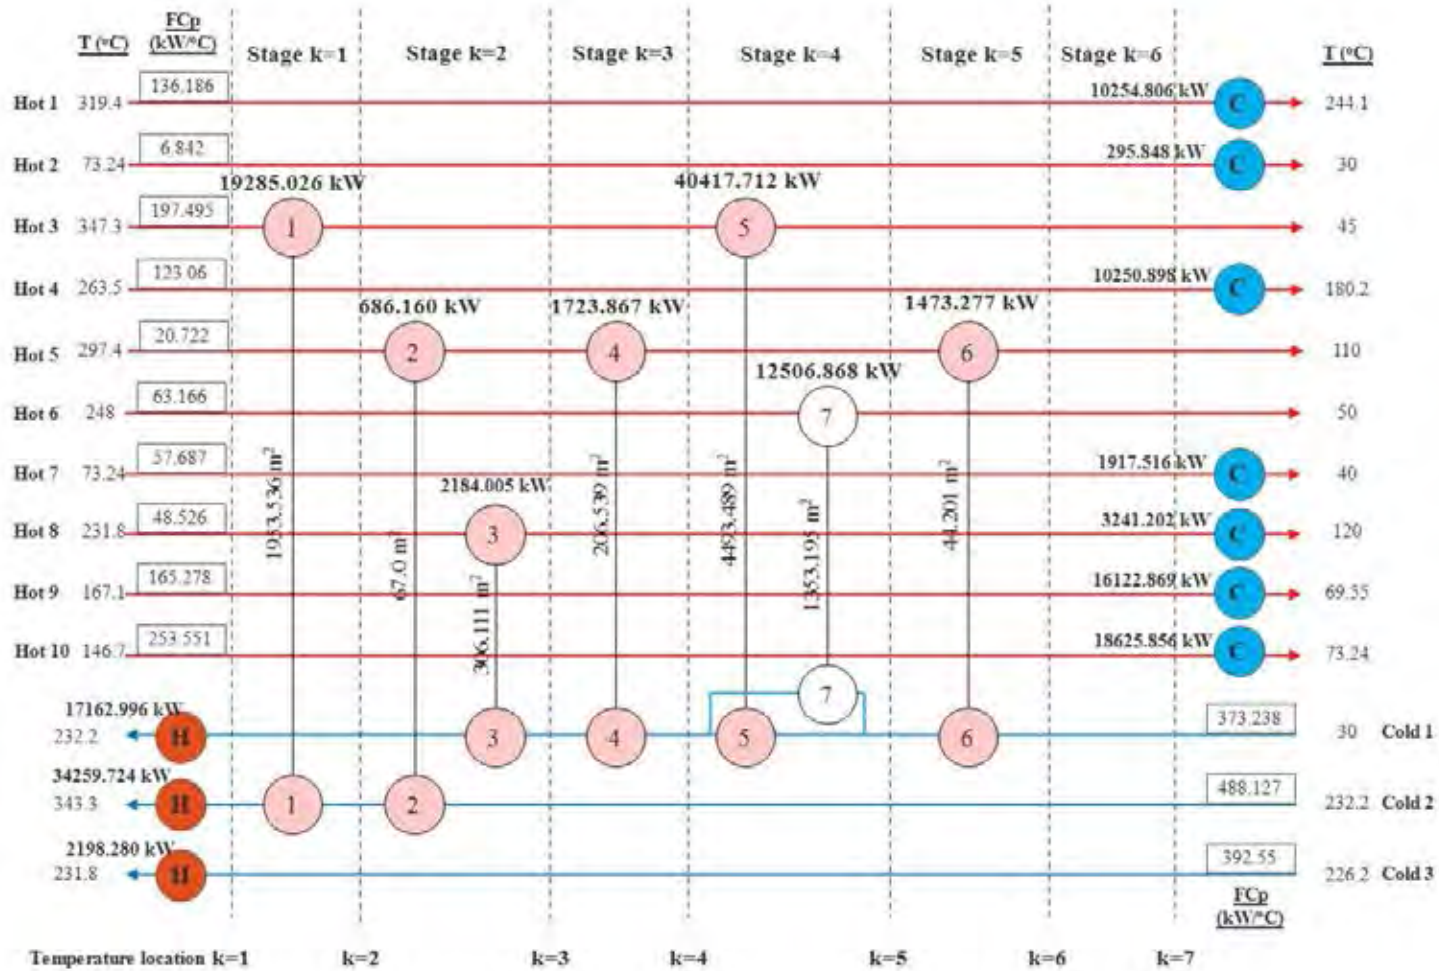 FCp
T (°C) (kW/°C) Stage k=1 Stage k=2 Stage k=3 Stage k=4 Stage k=5 Stage k=6 T (°C)
136.186
Hot 1 319.4 10254.806 kW C 244.1
6.842
Hot 2 73.24 295.848 kW C 30
19285.026 kW 40417.712 kW
197.495
Hot 3 347.3 1 5 45
123.06
Hot 4 263.5 10250.898 kW C 180.2
686.160 kW 1723.867 kW 1473.277 kW
20.722
Hot 5 297.4 2 4 6 110
12506.868 kW
63.166
Hot 6 248 7 50
57.687
Hot 7 73.24 1917.516 kW C 40
2184.005 kW
48.526
Hot 8 231.8 3 3241.202 kW C 120
1953.536 m²
67.0 m²
306.111 m²
206.539 m²
4493.489 m²
1353.195 m²
44.201 m²
165.278
Hot 9 167.1 16122.869 kW C 69.55
253.551
Hot 10 146.7 18625.856 kW C 73.24
7
17162.996 kW 373.238
232.2 H 3 4 5 6 30 Cold 1
34259.724 kW 488.127
343.3 H 1 2 232.2 Cold 2
2198.280 kW 392.55
231.8 H 226.2 Cold 3
FCp
(kW/°C)
Temperature location k=1 k=2 k=3 k=4 k=5 k=6 k=7